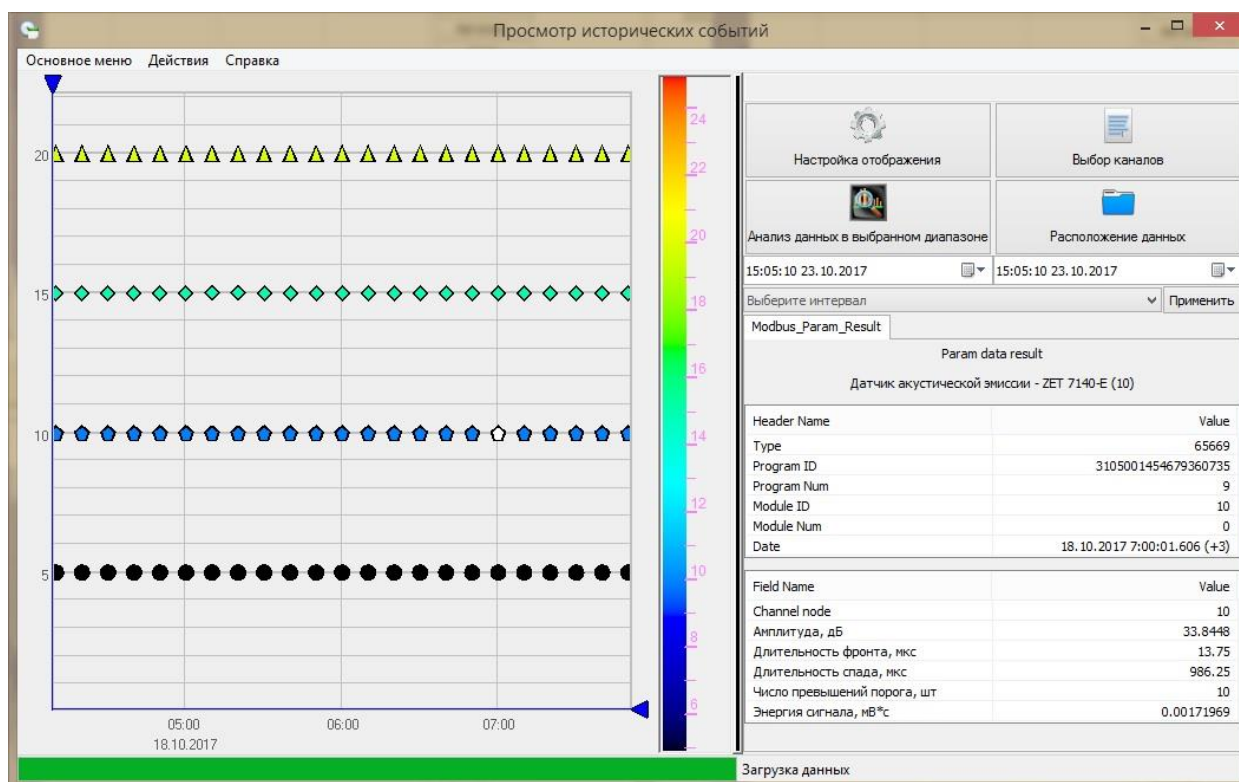 Просмотр исторических событий
Основное меню Действия Справка
20
15
10
5
05:00 06:00 07:00
18.10.2017
24
22
20
18
16
14
12
10
8
6
Настройка отображения
Выбор каналов
Анализ данных в выбранном диапазоне
Расположение данных
15:05:10 23.10.2017
15:05:10 23.10.2017
Выберите интервал
Применить
Modbus_Param_Result
Param data result
Датчик акустической эмиссии - ZET 7140-E (10)
Header Name Value
Type 65669
Program ID 3105001454679360735
Program Num 9
Module ID 10
Module Num 0
Date 18.10.2017 7:00:01.606 (+3)
Field Name Value
Channel node 10
Амплитуда, дБ 33.8448
Длительность фронта, мкс 13.75
Длительность спада, мкс 986.25
Число превышений порога, шт 10
Энергия сигнала, мВ*с 0.00171969
Загрузка данных